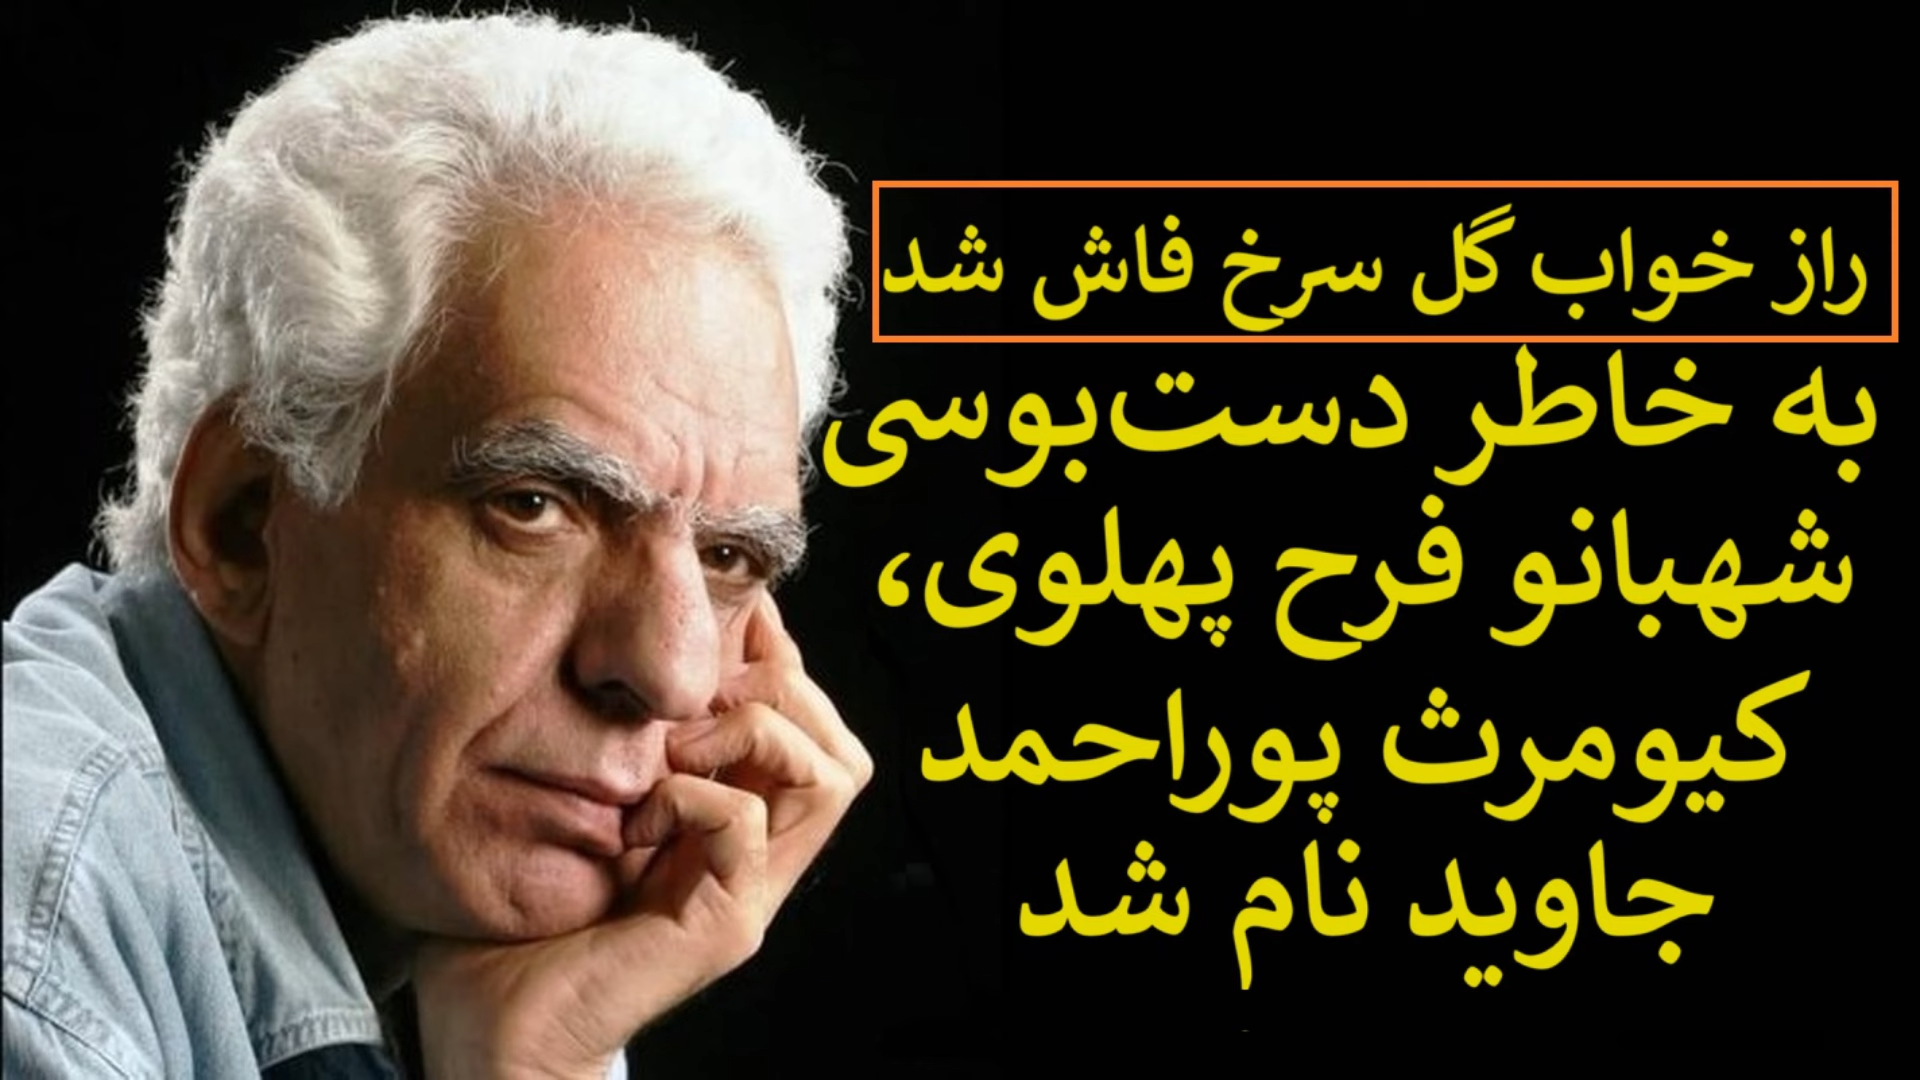 راز خواب گل سرخ فاش شد
به خاطر دست‌بوسی
شهبانو فرح پهلوی،
کیومرث پوراحمد
جاوید نام شد